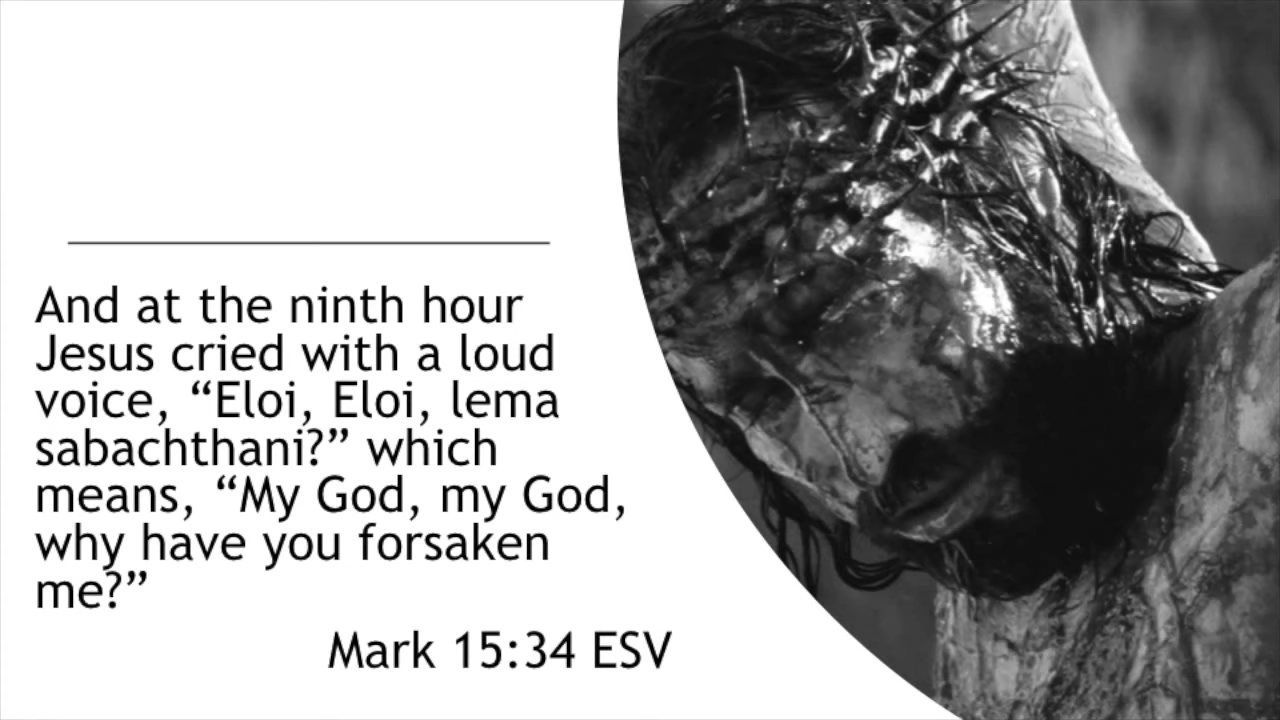 And at the ninth hour
Jesus cried with a loud
voice, “Eloi, Eloi, lema
sabachthani?” which
means, “My God, my God,
why have you forsaken
me?”
Mark 15:34 ESV